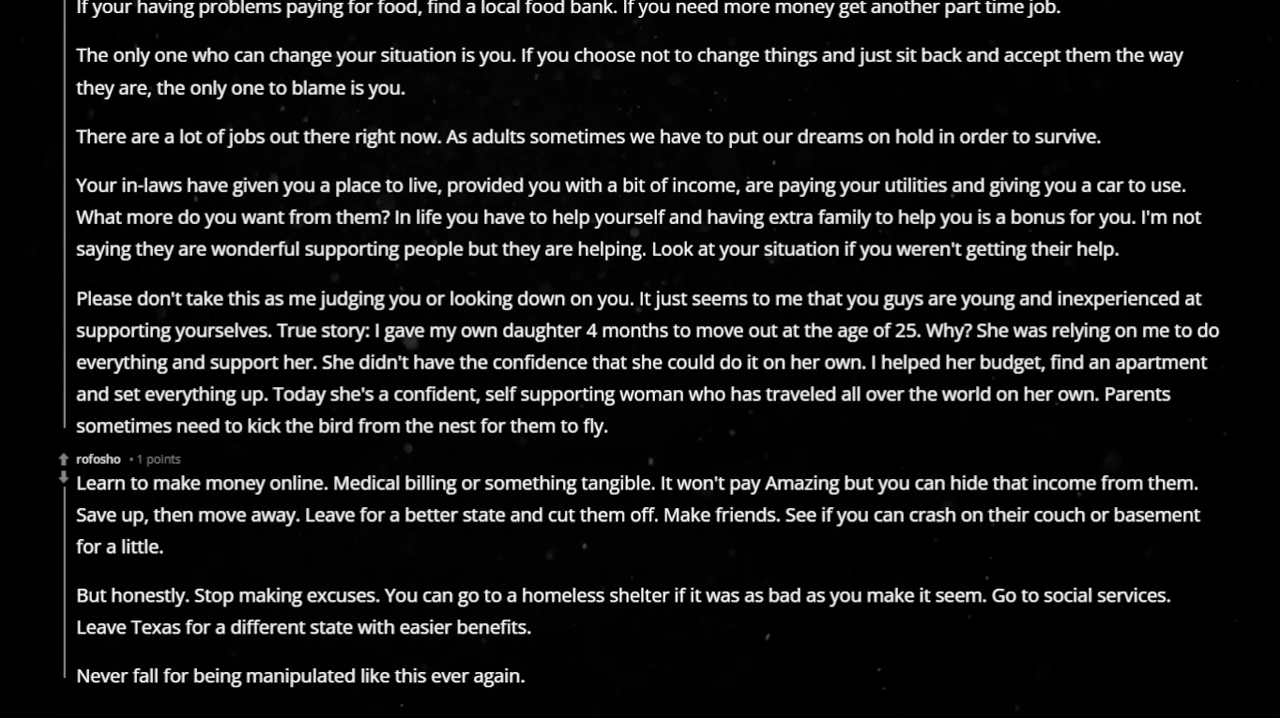 If your having problems paying for food, find a local food bank. If you need more money get another part time job.
The only one who can change your situation is you. If you choose not to change things and just sit back and accept them the way
they are, the only one to blame is you.
There are a lot of jobs out there right now. As adults sometimes we have to put our dreams on hold in order to survive.
Your in-laws have given you a place to live, provided you with a bit of income, are paying your utilities and giving you a car to use.
What more do you want from them? In life you have to help yourself and having extra family to help you is a bonus for you. I'm not
saying they are wonderful supporting people but they are helping. Look at your situation if you weren't getting their help.
Please don't take this as me judging you or looking down on you. It just seems to me that you guys are young and inexperienced at
supporting yourselves. True story: I gave my own daughter 4 months to move out at the age of 25. Why? She was relying on me to do
everything and support her. She didn't have the confidence that she could do it on her own. I helped her budget, find an apartment
and set everything up. Today she's a confident, self supporting woman who has traveled all over the world on her own. Parents
sometimes need to kick the bird from the nest for them to fly.
rofosho • 1 points
Learn to make money online. Medical billing or something tangible. It won't pay Amazing but you can hide that income from them.
Save up, then move away. Leave for a better state and cut them off. Make friends. See if you can crash on their couch or basement
for a little.
But honestly. Stop making excuses. You can go to a homeless shelter if it was as bad as you make it seem. Go to social services.
Leave Texas for a different state with easier benefits.
Never fall for being manipulated like this ever again.